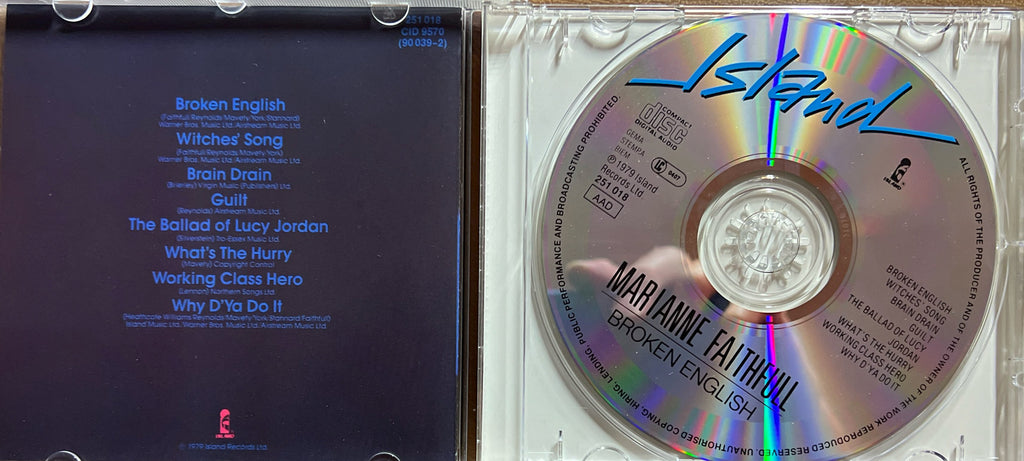 251 018
CID 9570
(90 039-2)
Broken English
(Faithfull/Reynolds/Mavety/York/Stannard)
Warner Bros. Music Ltd./Airstream Music Ltd.
Witches' Song
(Faithfull/Reynolds/Mavety/York)
Warner Bros. Music Ltd./Airstream Music Ltd.
Brain Drain
(Brierley) Virgin Music (Publishers) Ltd.
Guilt
(Reynolds) Airstream Music Ltd.
The Ballad of Lucy Jordan
(Silverstein) Tro-Essex Music Ltd.
What's The Hurry
(Mavety) Copyright Control
Working Class Hero
(Lennon) Northern Songs Ltd.
Why D'Ya Do It
(Heathcote Williams/Reynolds/Mavety/York/Stannard/Faithfull)
Island Music Ltd./Warner Bros. Music Ltd./Airstream Music Ltd.
© 1979 Island Records Ltd.
Island
COMPACT
disc
DIGITAL AUDIO
GEMA
STEMPA
BIEM
LC 0407
℗ 1979 Island
Records Ltd
251 018
AAD
MARIANNE FAITHFULL
BROKEN ENGLISH
BROKEN ENGLISH
WITCHES' SONG
BRAIN DRAIN
GUILT
THE BALLAD OF LUCY
JORDAN
WHAT'S THE HURRY
WORKING CLASS HERO
WHY D'YA DO IT
ALL RIGHTS OF THE PRODUCER AND OF THE OWNER OF THE WORK REPRODUCED RESERVED. UNAUTHORISED COPYING, HIRING, LENDING, PUBLIC PERFORMANCE AND BROADCASTING PROHIBITED.